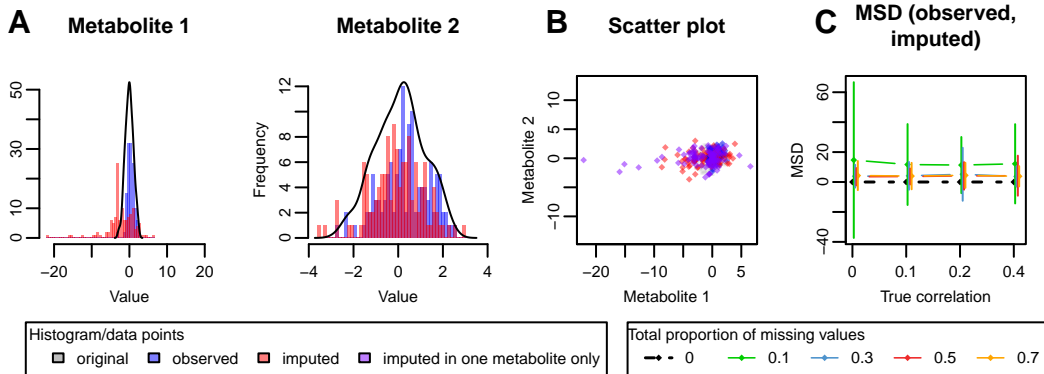 A
Metabolite 1
Metabolite 2
B
Scatter plot
C
MSD (observed,
imputed)
0 10 30 50
−20 −10 0 10 20
Value
Frequency
0 2 4 6 8 12
−4 −2 0 2 4
Value
Metabolite 2
−10 0 5 10
−20 −10 0 5
Metabolite 1
MSD
−40 0 20 60
0 0.1 0.2 0.4
True correlation
Histogram/data points
original observed imputed imputed in one metabolite only
Total proportion of missing values
0 0.1 0.3 0.5 0.7